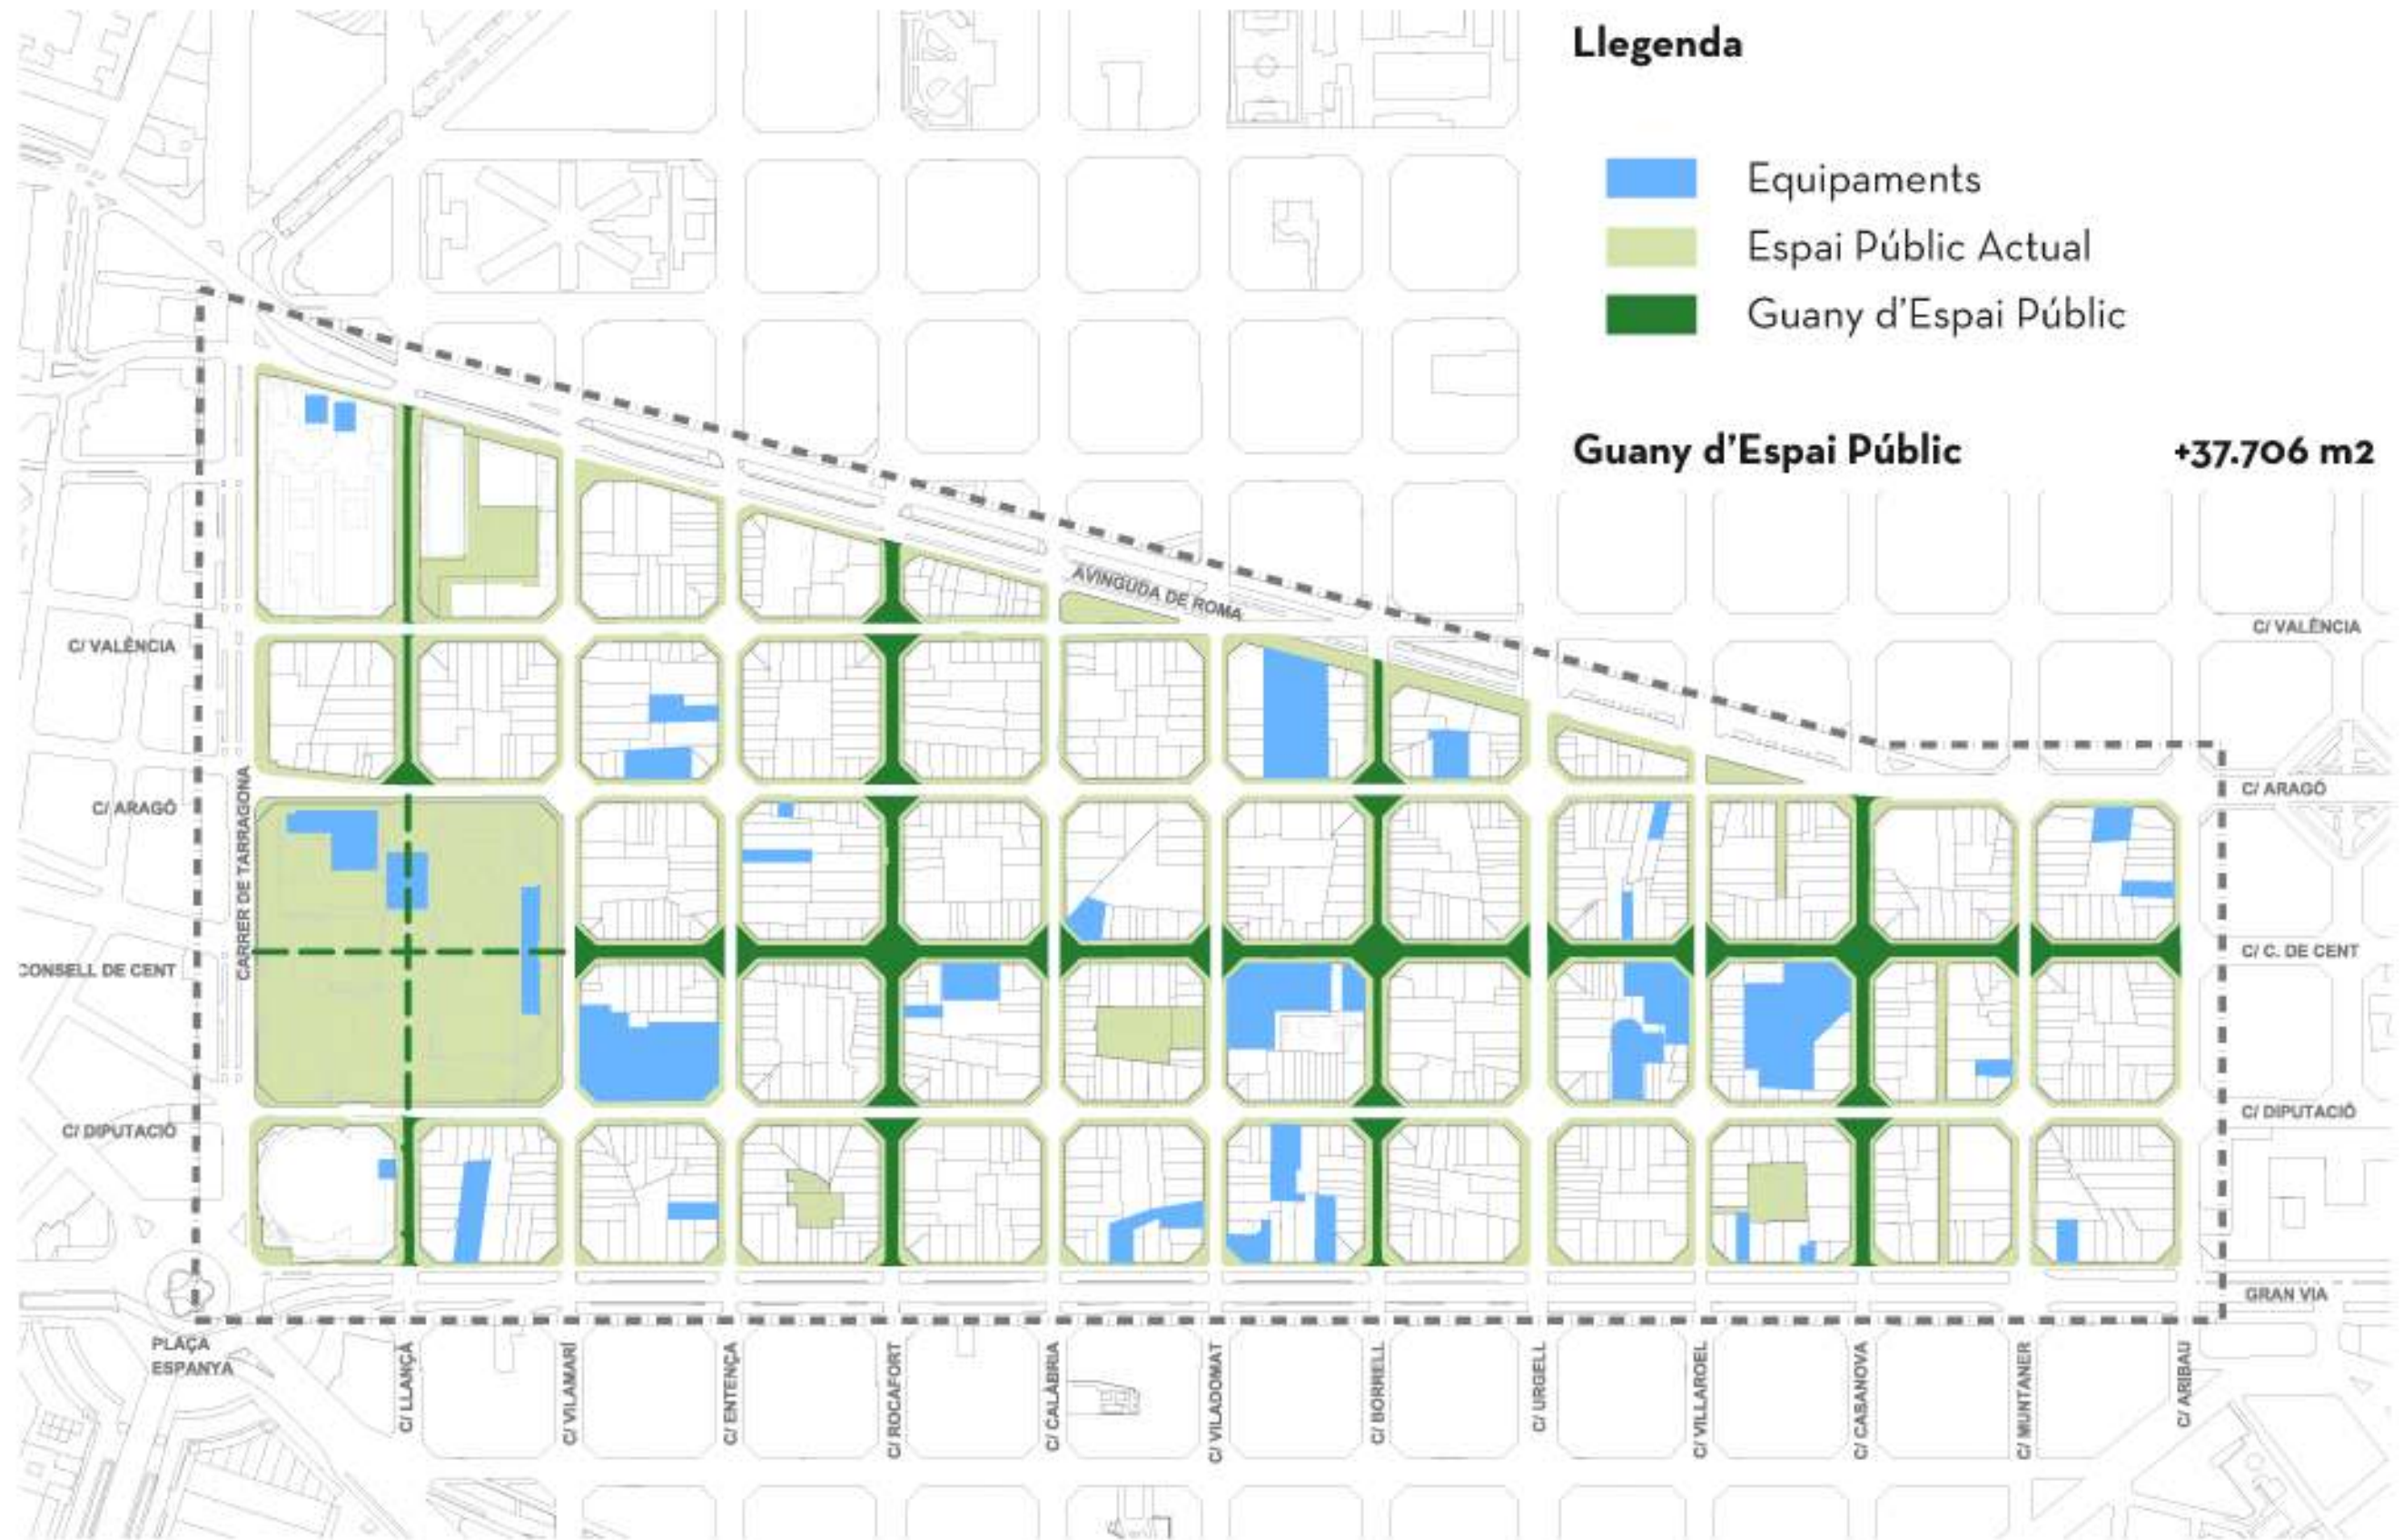 Llegenda
Equipaments
Espai Públic Actual
Guany d'Espai Públic
Guany d'Espai Públic +37.706 m2
AVINGUDA DE ROMA
C/ VALÈNCIA
C/ VALÈNCIA
C/ ARAGÓ
C/ ARAGÓ
CARRER DE TARRAGONA
CONSELL DE CENT
C/ C. DE CENT
C/ DIPUTACIÓ
C/ DIPUTACIÓ
GRAN VIA
PLAÇA
ESPANYA
C/ LLANÇÀ
C/ VILAMARÍ
C/ ENTENÇA
C/ ROCAFORT
C/ CALÀBRIA
C/ VILADOMAT
C/ BORRELL
C/ URGELL
C/ VILLAROEL
C/ CASANOVA
C/ MUNTANER
C/ ARIBAU